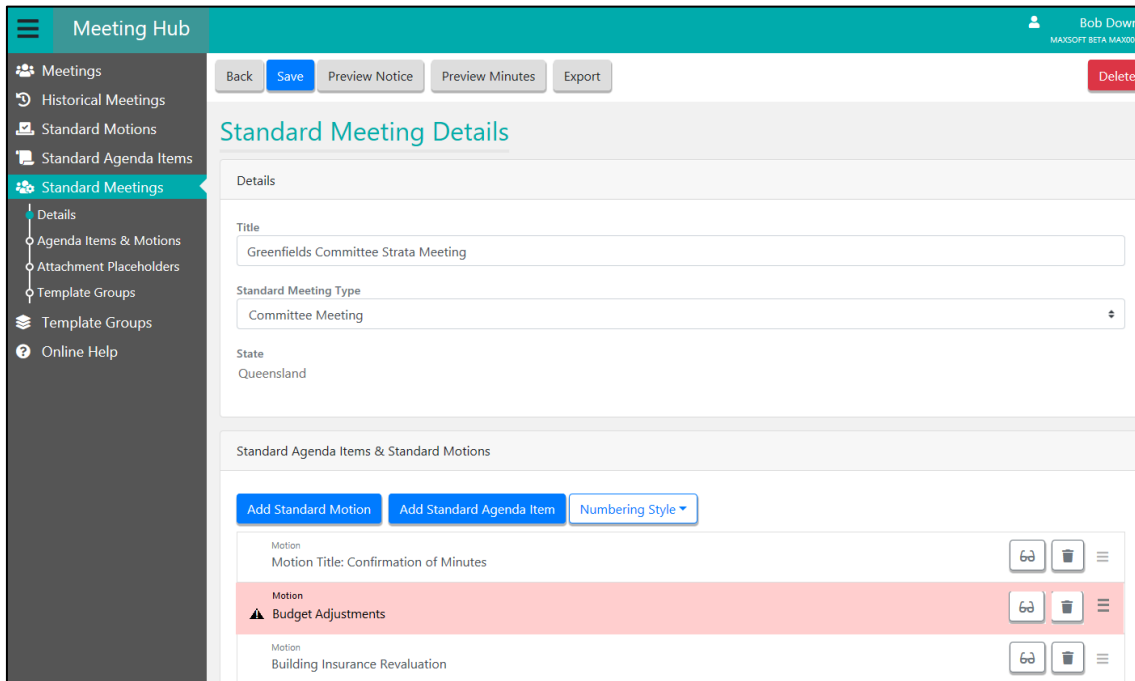 Meeting Hub
Bob Down
MAXSOFT BETA MAX00
Meetings
Historical Meetings
Standard Motions
Standard Agenda Items
Standard Meetings
Details
Agenda Items & Motions
Attachment Placeholders
Template Groups
Template Groups
Online Help
Back Save Preview Notice Preview Minutes Export Delete
Standard Meeting Details
Details
Title
Greenfields Committee Strata Meeting
Standard Meeting Type
Committee Meeting
State
Queensland
Standard Agenda Items & Standard Motions
Add Standard Motion Add Standard Agenda Item Numbering Style
Motion
Motion Title: Confirmation of Minutes
Motion
Budget Adjustments
Motion
Building Insurance Revaluation